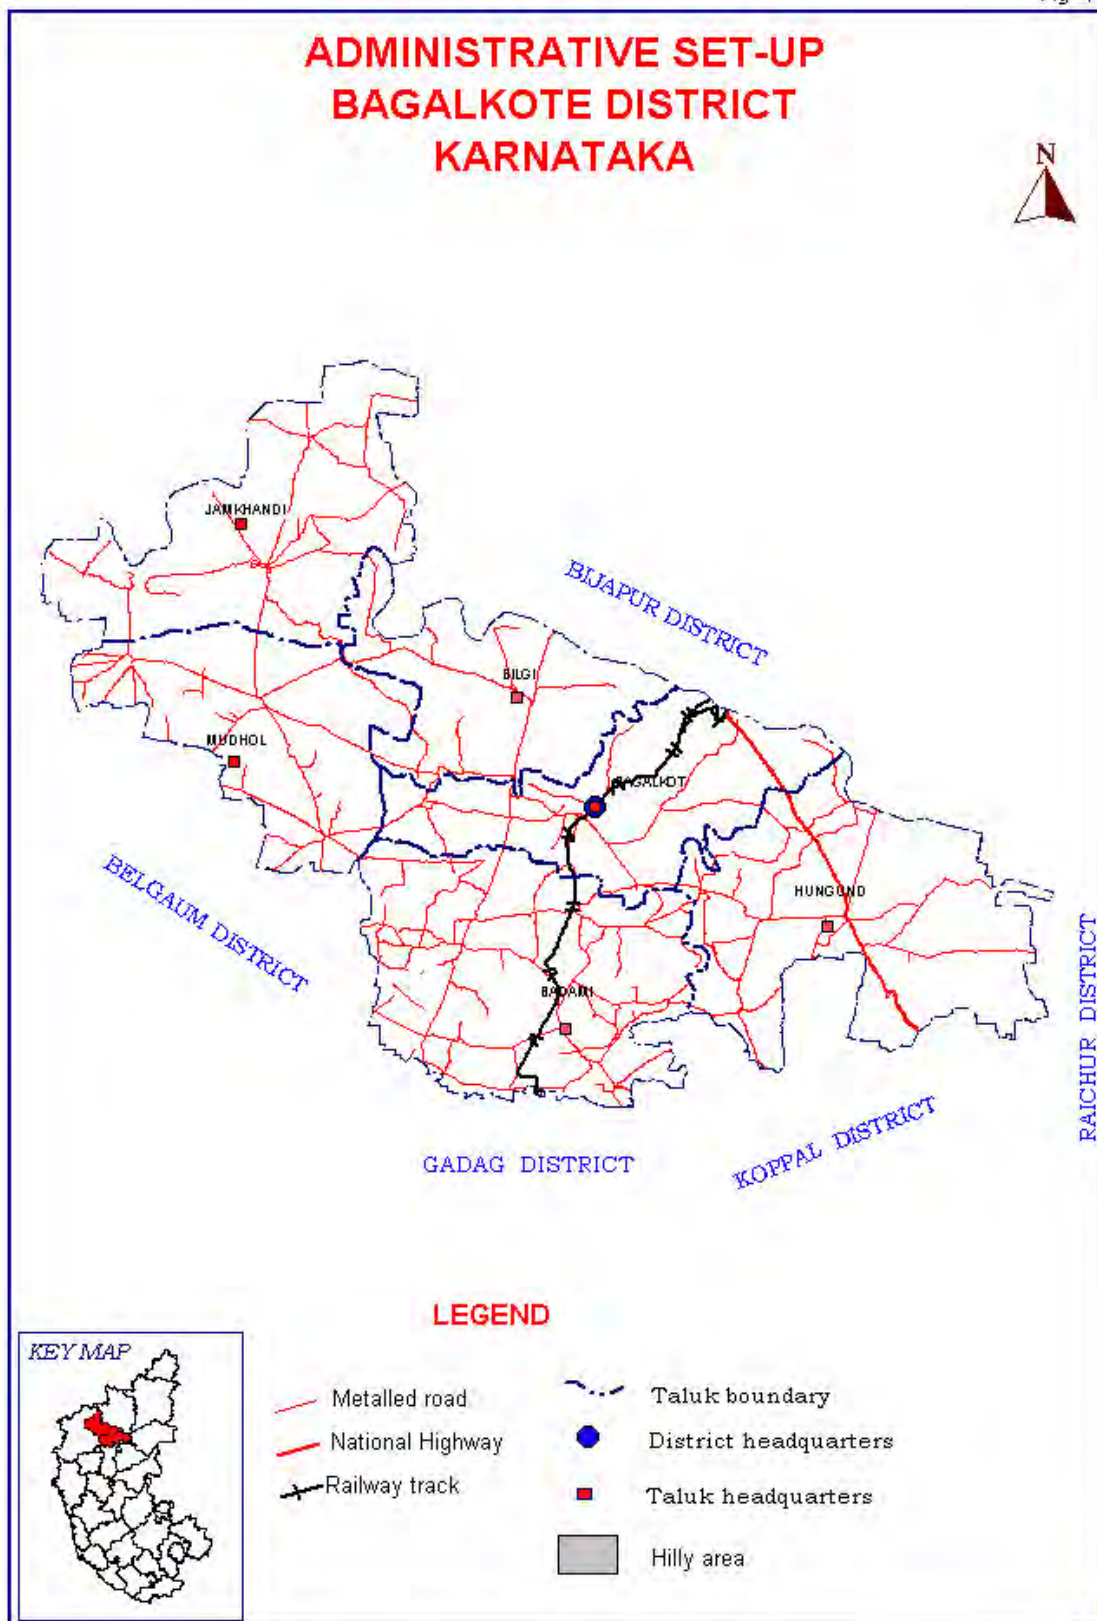 ADMINISTRATIVE SET-UP
BAGALKOTE DISTRICT
KARNATAKA
N
JAMKHANDI
BIJAPUR DISTRICT
BILGI
MUDHOL
BAGALKOT
BELGAUM DISTRICT
HUNGUND
BADAMI
RAICHUR DISTRICT
GADAG DISTRICT
KOPPAL DISTRICT
LEGEND
KEY MAP
Metalled road
National Highway
Railway track
Taluk boundary
District headquarters
Taluk headquarters
Hilly area